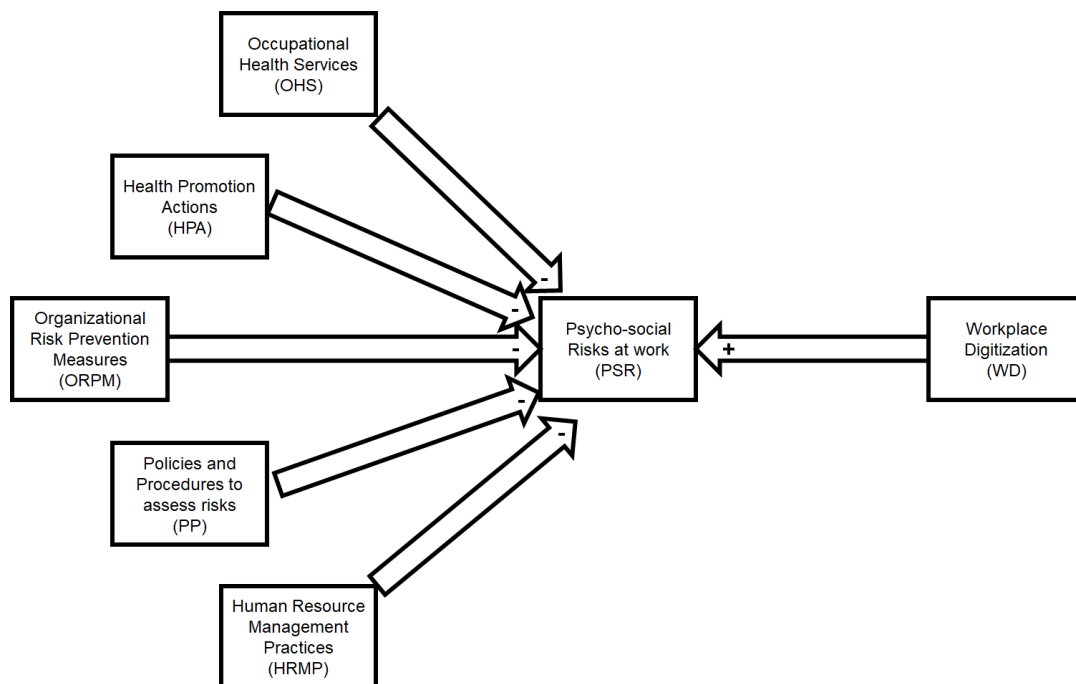 Occupational
Health Services
(OHS)
-
Health Promotion
Actions
(HPA)
-
Organizational
Risk Prevention
Measures
(ORPM)
-
Psycho-social
Risks at work
(PSR)
+
Workplace
Digitization
(WD)
Policies and
Procedures to
assess risks
(PP)
-
Human Resource
Management
Practices
(HRMP)
-